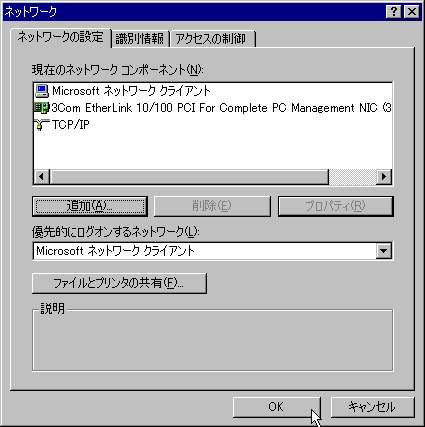 ネットワーク
ネットワークの設定 識別情報 アクセスの制御
現在のネットワーク コンポーネント(N):
Microsoft ネットワーク クライアント
3Com EtherLink 10/100 PCI For Complete PC Management NIC (3
TCP/IP
追加(A)... 削除(E) プロパティ(R)
優先的にログオンするネットワーク(L):
Microsoft ネットワーク クライアント
ファイルとプリンタの共有(F)...
説明
OK キャンセル